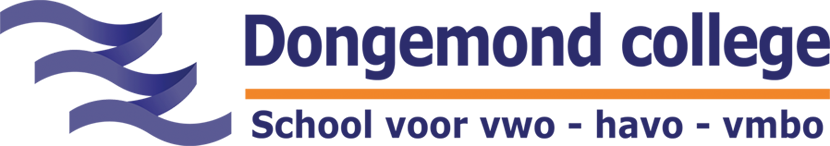 Dongemond college
School voor vwo - havo - vmbo